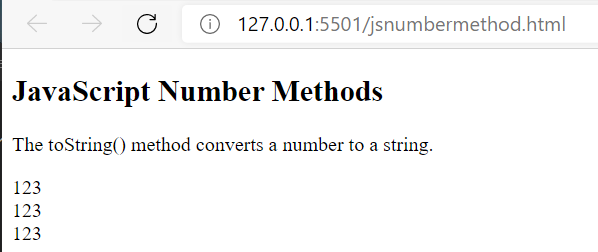 127.0.0.1:5501/jsnumbermethod.html
JavaScript Number Methods
The toString() method converts a number to a string.
123
123
123